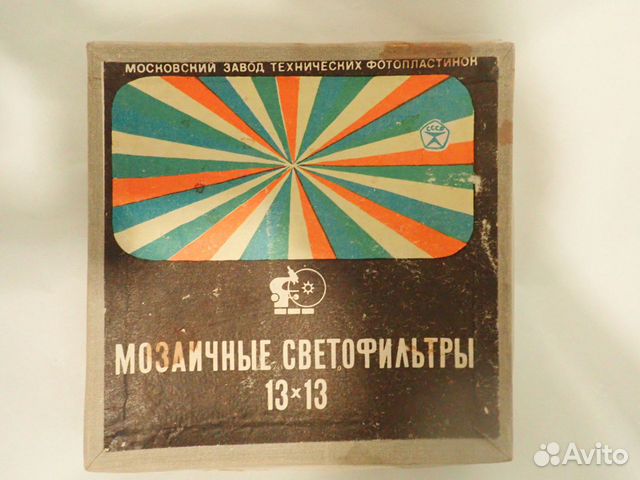 МОСКОВСКИЙ ЗАВОД ТЕХНИЧЕСКИХ ФОТОПЛАСТИНОК
СССР
МОЗАИЧНЫЕ СВЕТОФИЛЬТРЫ
13×13
Avito